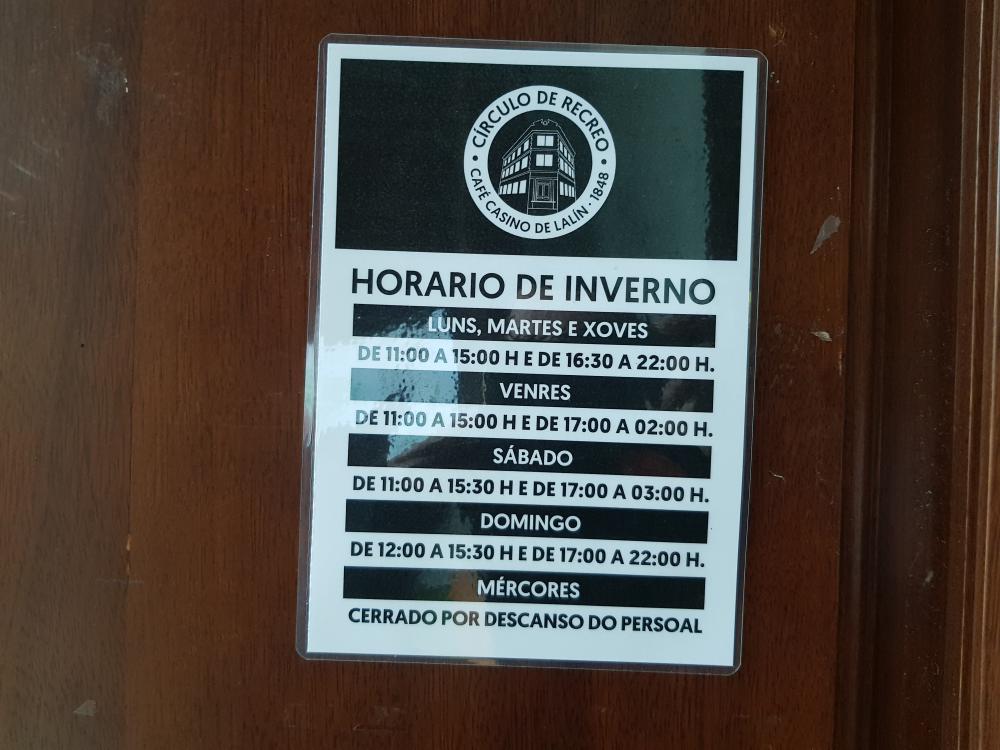 CÍRCULO DE RECREO
CAFÉ CASINO DE LALÍN · 1848
HORARIO DE INVERNO
LUNS, MARTES E XOVES
DE 11:00 A 15:00 H E DE 16:30 A 22:00 H.
VENRES
DE 11:00 A 15:00 H E DE 17:00 A 02:00 H.
SÁBADO
DE 11:00 A 15:30 H E DE 17:00 A 03:00 H.
DOMINGO
DE 12:00 A 15:30 H E DE 17:00 A 22:00 H.
MÉRCORES
CERRADO POR DESCANSO DO PERSOAL